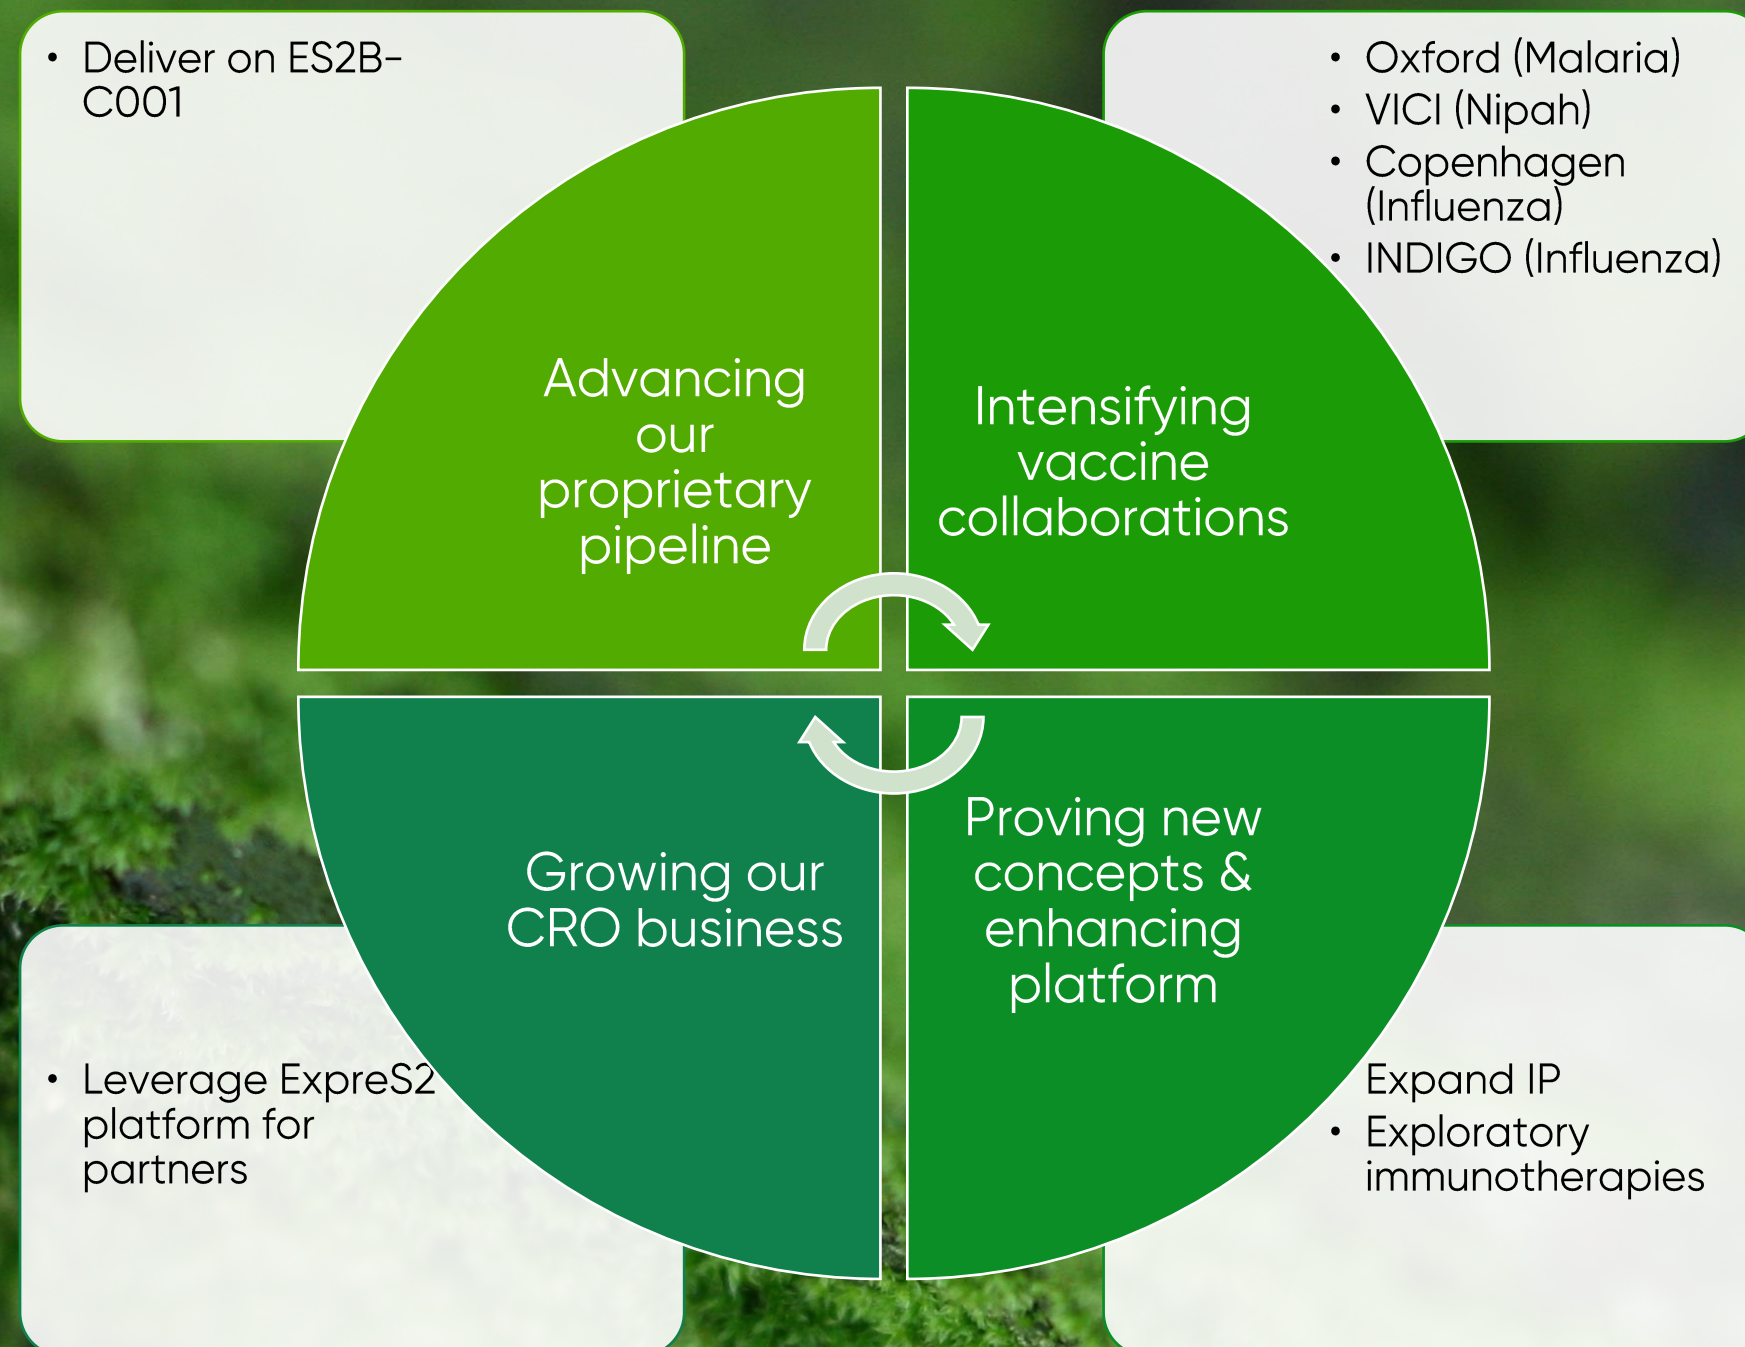 • Deliver on ES2B-
C001
• Oxford (Malaria)
• VICI (Nipah)
• Copenhagen
(Influenza)
• INDIGO (Influenza)
Advancing
our
proprietary
pipeline
Intensifying
vaccine
collaborations
Growing our
CRO business
Proving new
concepts &
enhancing
platform
• Leverage ExpreS2
platform for
partners
Expand IP
• Exploratory
immunotherapies